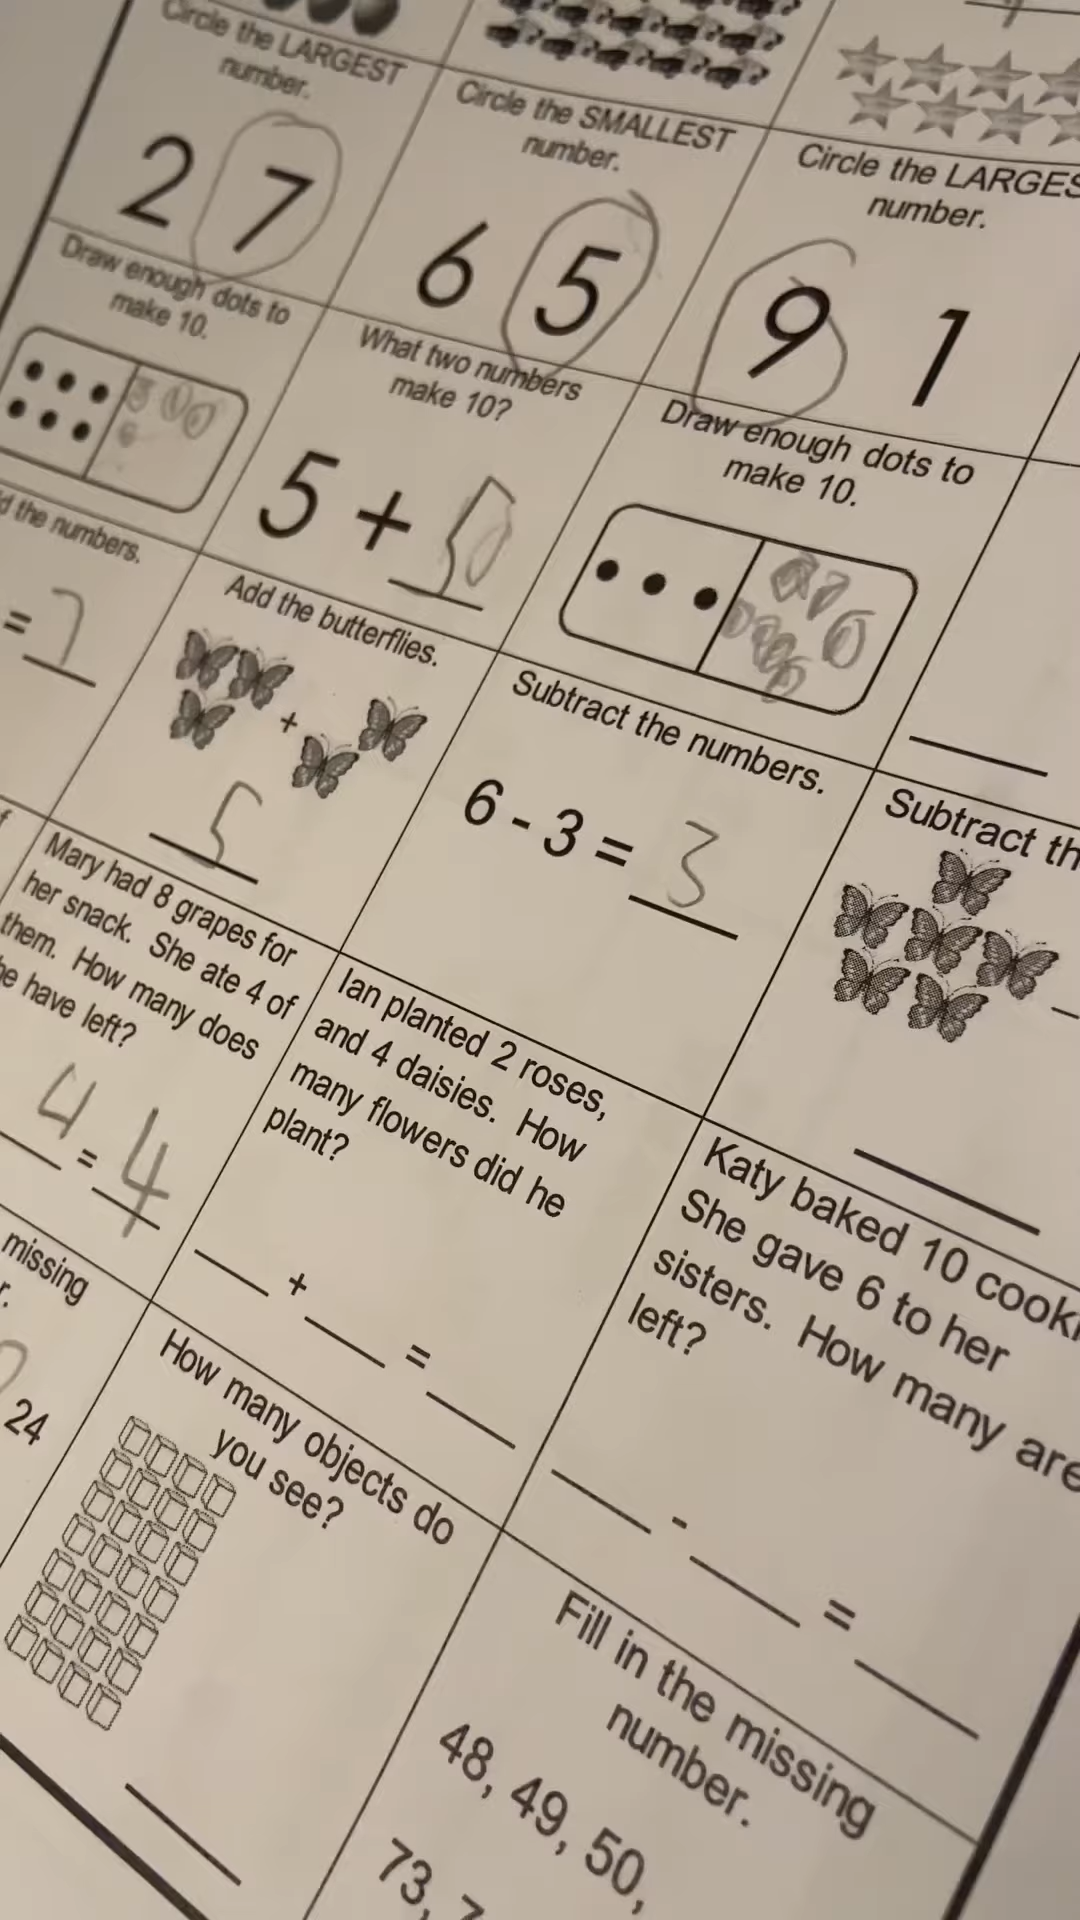 Circle the LARGEST
number.
2 7
Circle the SMALLEST
number.
6 5
Circle the LARGES
number.
9 1
Draw enough dots to
make 10.
What two numbers
make 10?
5 +
Draw enough dots to
make 10.
d the numbers.
= 7
Add the butterflies.
+
5
Subtract the numbers.
6 - 3 = 3
Subtract th
-
Mary had 8 grapes for
her snack. She ate 4 of
them. How many does
he have left?
4 = 4
Ian planted 2 roses,
and 4 daisies. How
many flowers did he
plant?
+ =
Katy baked 10 cooki
She gave 6 to her
sisters. How many are
left?
- =
missing
r.
24
How many objects do
you see?
Fill in the missing
number.
48, 49, 50,
73,